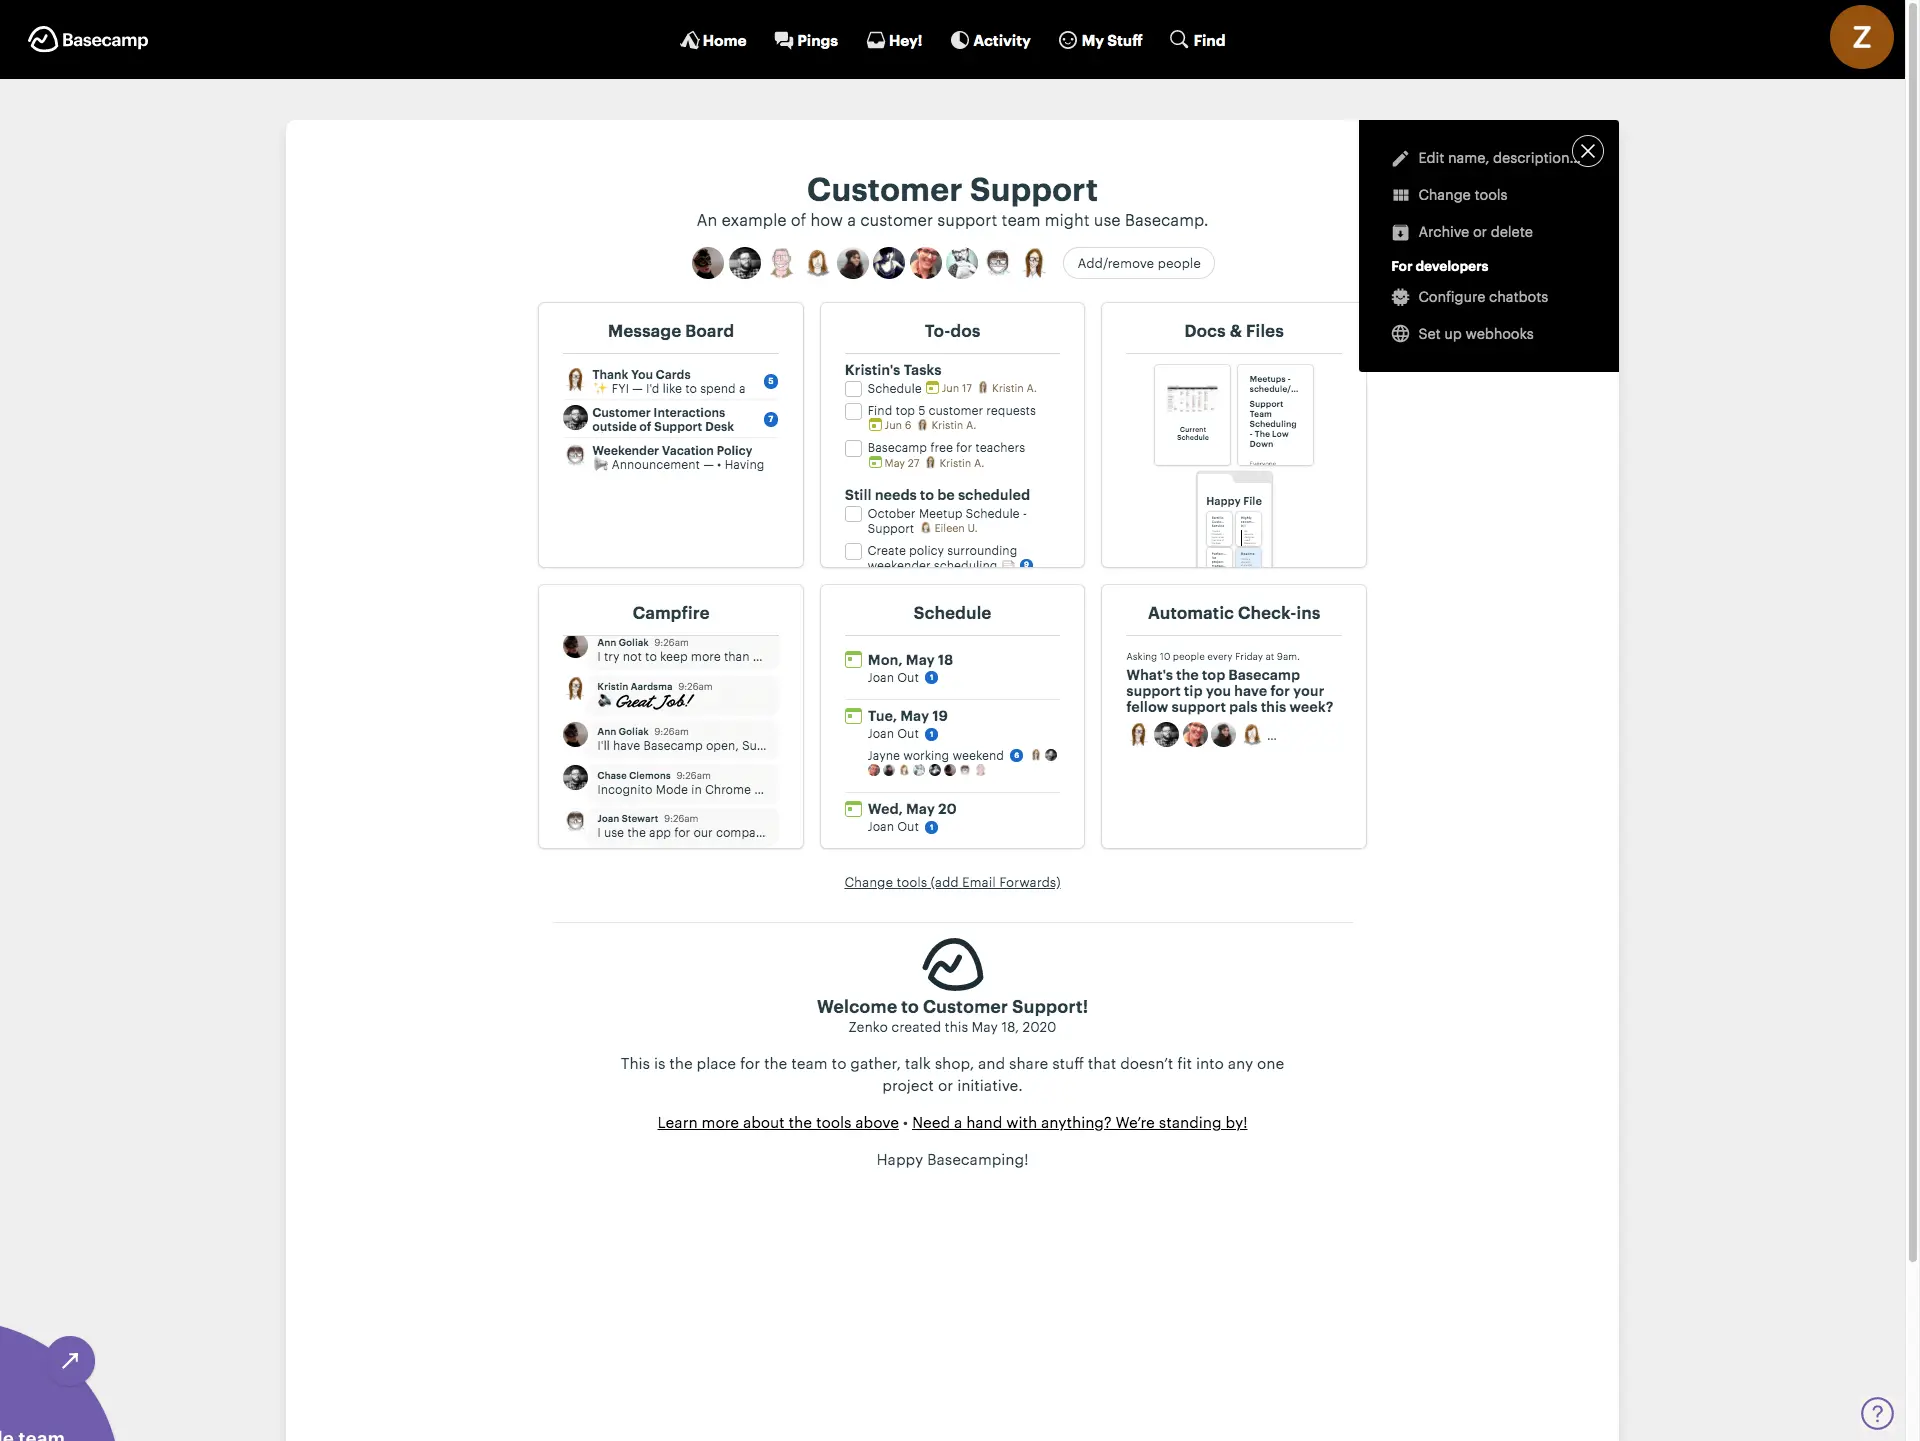 Basecamp
Home
Pings
Hey!
Activity
My Stuff
Find
Z
Edit name, description...
Change tools
Archive or delete
For developers
Configure chatbots
Set up webhooks
Customer Support
An example of how a customer support team might use Basecamp.
Add/remove people
Message Board
Thank You Cards
✨ FYI — I'd like to spend a
5
Customer Interactions
outside of Support Desk
7
Weekender Vacation Policy
Announcement — • Having
To-dos
Kristin's Tasks
Schedule Jun 17 Kristin A.
Find top 5 customer requests
Jun 6 Kristin A.
Basecamp free for teachers
May 27 Kristin A.
Still needs to be scheduled
October Meetup Schedule -
Support Eileen U.
Create policy surrounding
weekender scheduling 9
Docs & Files
Current
Schedule
Meetups -
schedule/...
Support
Team
Scheduling
- The Low
Down
Everyone
Happy File
Campfire
Ann Goliak 9:26am
I try not to keep more than ...
Kristin Aardsma 9:26am
Great Job!
Ann Goliak 9:26am
I'll have Basecamp open, Su...
Chase Clemons 9:26am
Incognito Mode in Chrome ...
Joan Stewart 9:26am
I use the app for our compa...
Schedule
Mon, May 18
Joan Out 1
Tue, May 19
Joan Out 1
Jayne working weekend 6
Wed, May 20
Joan Out 1
Automatic Check-ins
Asking 10 people every Friday at 9am.
What's the top Basecamp
support tip you have for your
fellow support pals this week?
...
Change tools (add Email Forwards)
Welcome to Customer Support!
Zenko created this May 18, 2020
This is the place for the team to gather, talk shop, and share stuff that doesn’t fit into any one
project or initiative.
Learn more about the tools above • Need a hand with anything? We’re standing by!
Happy Basecamping!
le team
?